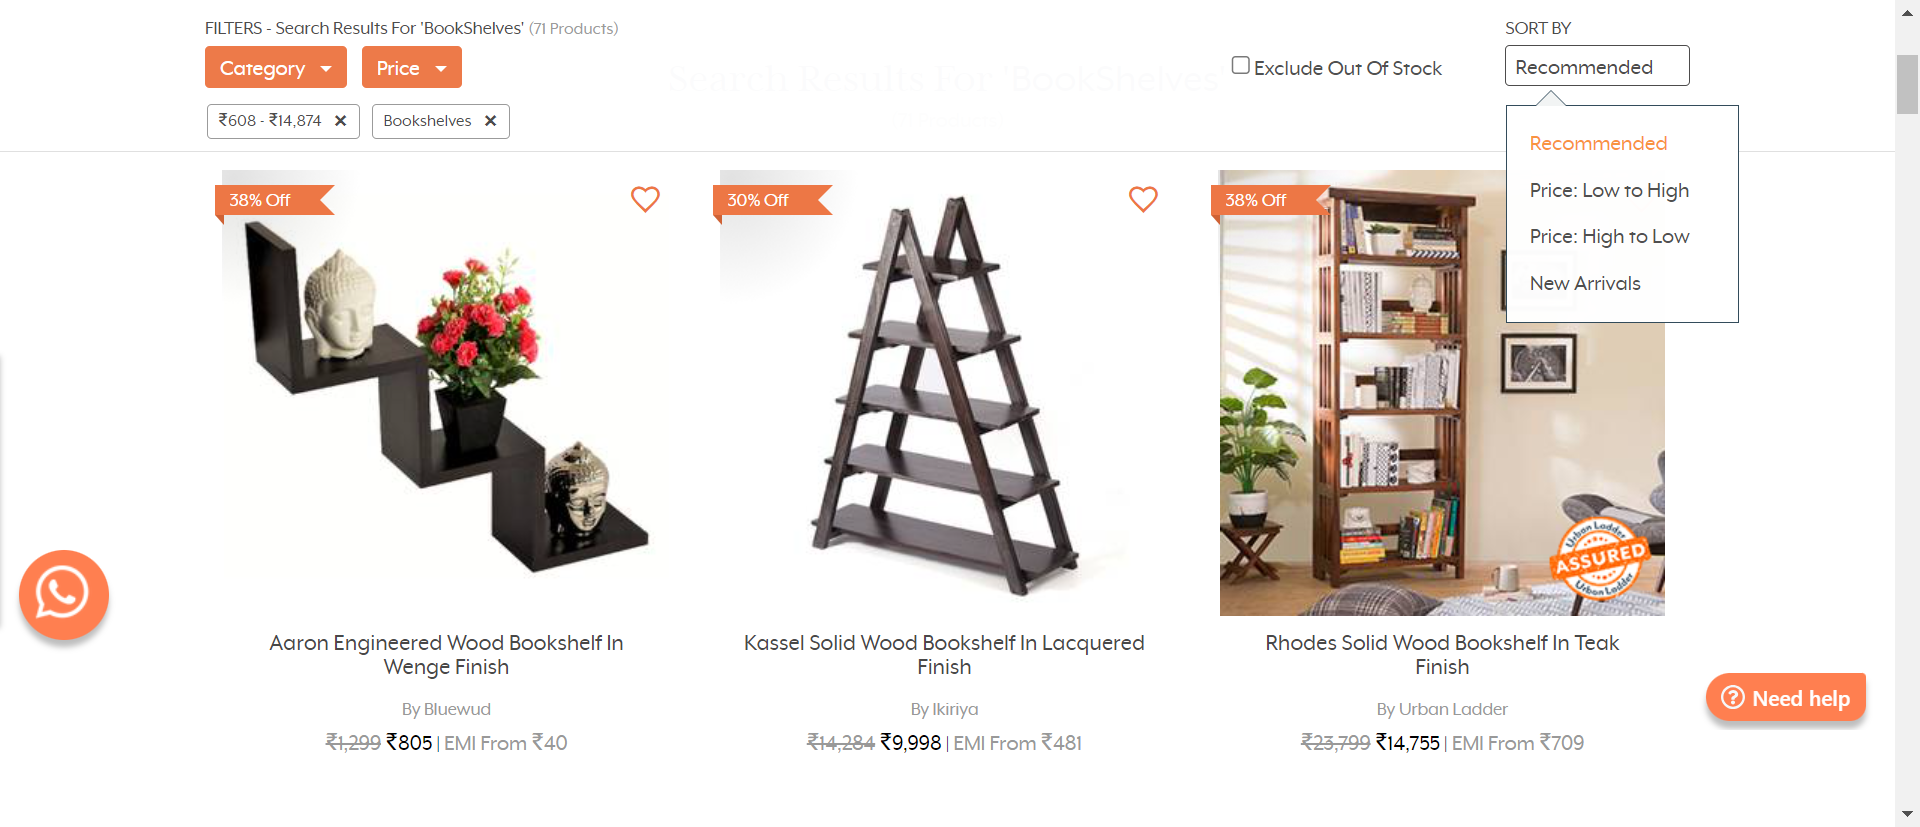 FILTERS - Search Results For 'BookShelves' (71 Products)
SORT BY
Category
Price
Search Results For 'BookShelves'
Exclude Out Of Stock
Recommended
₹608 - ₹14,874
Bookshelves
Recommended
Price: Low to High
Price: High to Low
New Arrivals
38% Off
30% Off
38% Off
Urban Ladder
ASSURED
Urban Ladder
Aaron Engineered Wood Bookshelf In
Wenge Finish
By Bluewud
₹1,299 ₹805 | EMI From ₹40
Kassel Solid Wood Bookshelf In Lacquered
Finish
By Ikiriya
₹14,284 ₹9,998 | EMI From ₹481
Rhodes Solid Wood Bookshelf In Teak
Finish
By Urban Ladder
₹23,799 ₹14,755 | EMI From ₹709
Need help